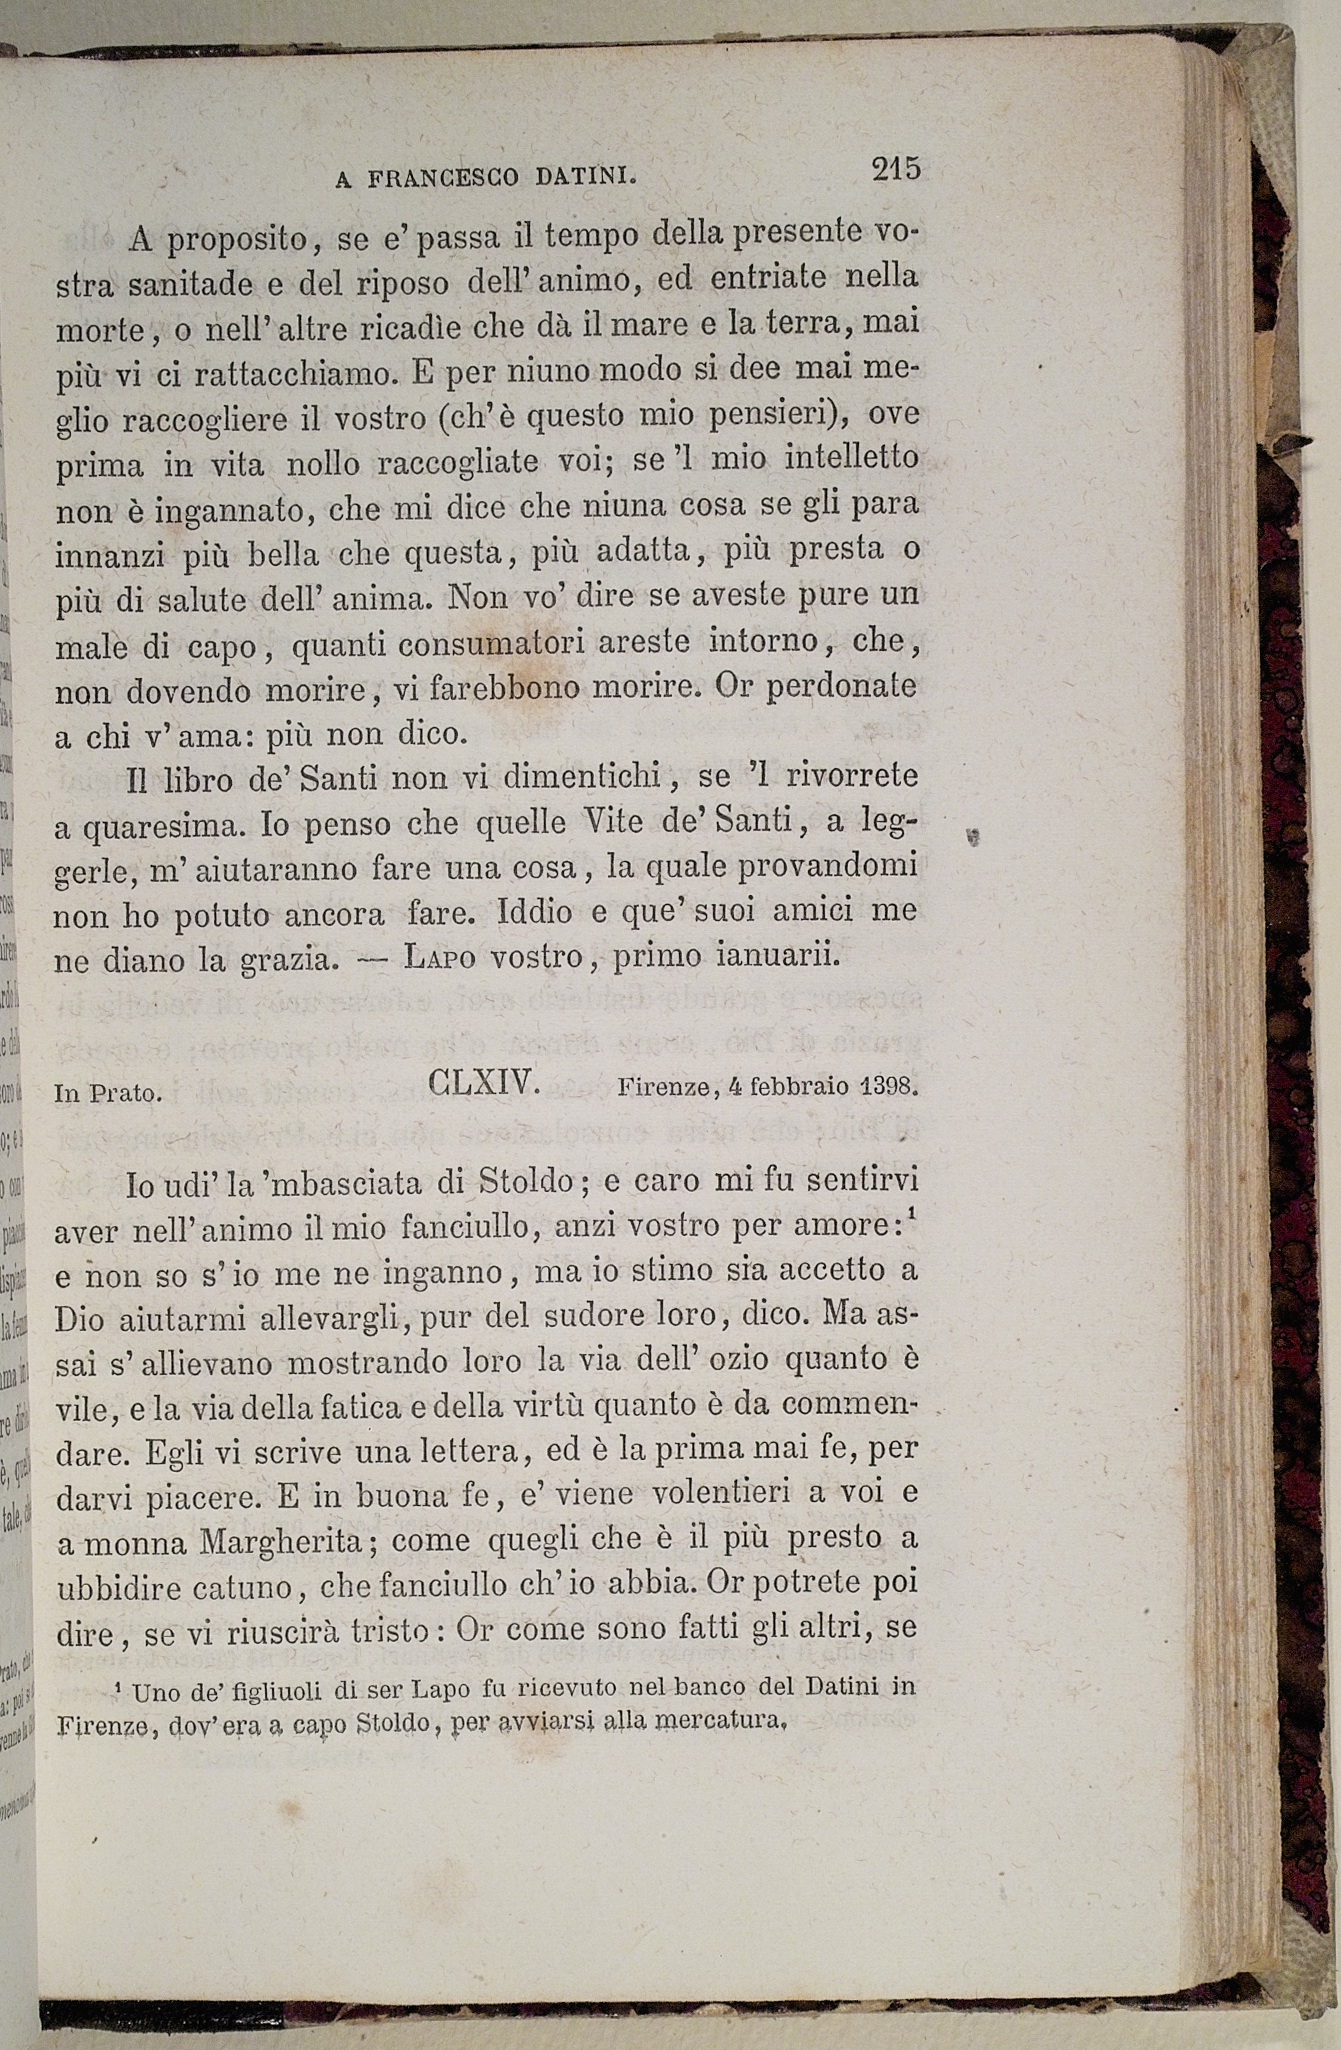 A FRANCESCO DATINI. 215
A proposito, se e' passa il tempo della presente vo-
stra sanitade e del riposo dell' animo, ed entriate nella
morte, o nell' altre ricadìe che dà il mare e la terra, mai
più vi ci rattacchiamo. E per niuno modo si dee mai me-
glio raccogliere il vostro (ch' è questo mio pensieri), ove
prima in vita nollo raccogliate voi; se 'l mio intelletto
non è ingannato, che mi dice che niuna cosa se gli para
innanzi più bella che questa, più adatta, più presta o
più di salute dell' anima. Non vo' dire se aveste pure un
male di capo, quanti consumatori areste intorno, che,
non dovendo morire, vi farebbono morire. Or perdonate
a chi v' ama: più non dico.
Il libro de' Santi non vi dimentichi, se 'l rivorrete
a quaresima. Io penso che quelle Vite de' Santi, a leg-
gerle, m' aiutaranno fare una cosa, la quale provandomi
non ho potuto ancora fare. Iddio e que' suoi amici me
ne diano la grazia. — LAPO vostro, primo ianuarii.
In Prato. CLXIV. Firenze, 4 febbraio 1398.
Io udi' la 'mbasciata di Stoldo; e caro mi fu sentirvi
aver nell' animo il mio fanciullo, anzi vostro per amore:¹
e non so s' io me ne inganno, ma io stimo sia accetto a
Dio aiutarmi allevargli, pur del sudore loro, dico. Ma as-
sai s' allievano mostrando loro la via dell' ozio quanto è
vile, e la via della fatica e della virtù quanto è da commen-
dare. Egli vi scrive una lettera, ed è la prima mai fe, per
darvi piacere. E in buona fe, e' viene volentieri a voi e
a monna Margherita; come quegli che è il più presto a
ubbidire catuno, che fanciullo ch' io abbia. Or potrete poi
dire, se vi riuscirà tristo: Or come sono fatti gli altri, se
¹ Uno de' figliuoli di ser Lapo fu ricevuto nel banco del Datini in
Firenze, dov' era a capo Stoldo, per avviarsi alla mercatura.